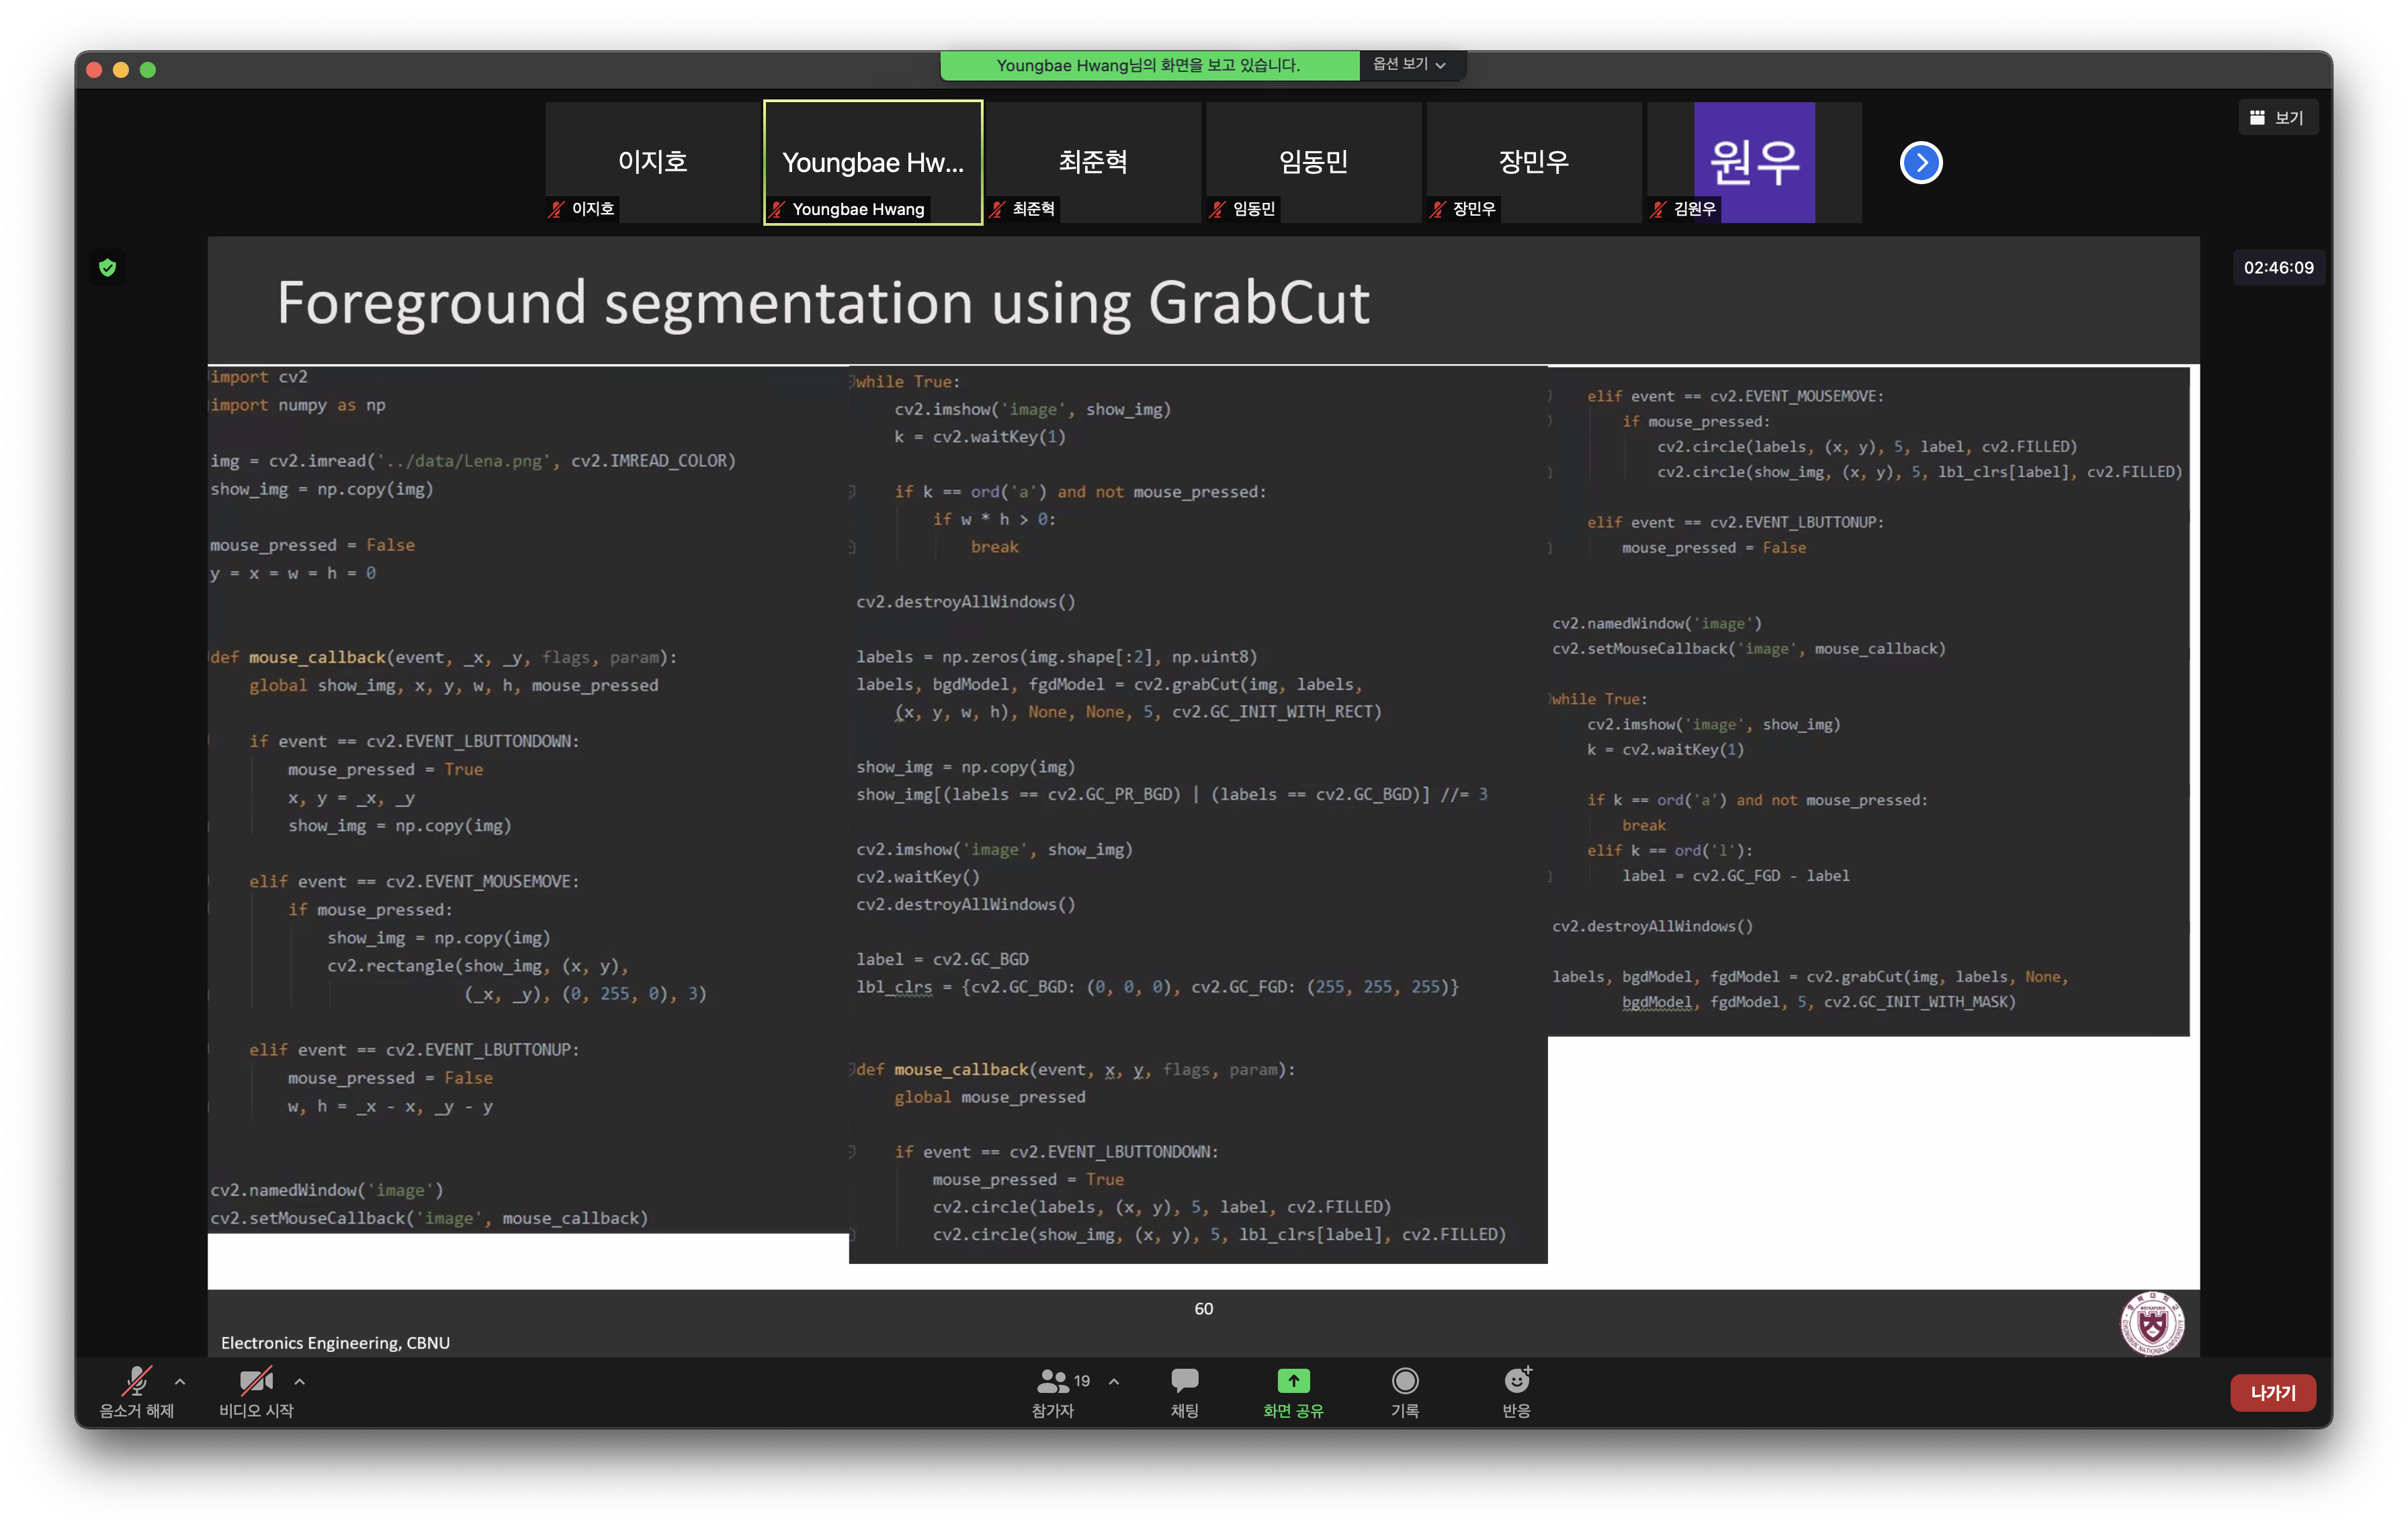 Youngbae Hwang님의 화면을 보고 있습니다.
옵션 보기
보기
이지호
Youngbae Hw...
최준혁
임동민
장민우
원우
이지호
Youngbae Hwang
최준혁
임동민
장민우
김원우
02:46:09
Foreground segmentation using GrabCut
import cv2
import numpy as np
img = cv2.imread('../data/Lena.png', cv2.IMREAD_COLOR)
show_img = np.copy(img)
mouse_pressed = False
y = x = w = h = 0
def mouse_callback(event, _x, _y, flags, param):
global show_img, x, y, w, h, mouse_pressed
if event == cv2.EVENT_LBUTTONDOWN:
mouse_pressed = True
x, y = _x, _y
show_img = np.copy(img)
elif event == cv2.EVENT_MOUSEMOVE:
if mouse_pressed:
show_img = np.copy(img)
cv2.rectangle(show_img, (x, y),
(_x, _y), (0, 255, 0), 3)
elif event == cv2.EVENT_LBUTTONUP:
mouse_pressed = False
w, h = _x - x, _y - y
cv2.namedWindow('image')
cv2.setMouseCallback('image', mouse_callback)
while True:
cv2.imshow('image', show_img)
k = cv2.waitKey(1)
if k == ord('a') and not mouse_pressed:
if w * h > 0:
break
cv2.destroyAllWindows()
labels = np.zeros(img.shape[:2], np.uint8)
labels, bgdModel, fgdModel = cv2.grabCut(img, labels,
(x, y, w, h), None, None, 5, cv2.GC_INIT_WITH_RECT)
show_img = np.copy(img)
show_img[(labels == cv2.GC_PR_BGD) | (labels == cv2.GC_BGD)] //= 3
cv2.imshow('image', show_img)
cv2.waitKey()
cv2.destroyAllWindows()
label = cv2.GC_BGD
lbl_clrs = {cv2.GC_BGD: (0, 0, 0), cv2.GC_FGD: (255, 255, 255)}
def mouse_callback(event, x, y, flags, param):
global mouse_pressed
if event == cv2.EVENT_LBUTTONDOWN:
mouse_pressed = True
cv2.circle(labels, (x, y), 5, label, cv2.FILLED)
cv2.circle(show_img, (x, y), 5, lbl_clrs[label], cv2.FILLED)
elif event == cv2.EVENT_MOUSEMOVE:
if mouse_pressed:
cv2.circle(labels, (x, y), 5, label, cv2.FILLED)
cv2.circle(show_img, (x, y), 5, lbl_clrs[label], cv2.FILLED)
elif event == cv2.EVENT_LBUTTONUP:
mouse_pressed = False
cv2.namedWindow('image')
cv2.setMouseCallback('image', mouse_callback)
while True:
cv2.imshow('image', show_img)
k = cv2.waitKey(1)
if k == ord('a') and not mouse_pressed:
break
elif k == ord('l'):
label = cv2.GC_FGD - label
cv2.destroyAllWindows()
labels, bgdModel, fgdModel = cv2.grabCut(img, labels, None,
bgdModel, fgdModel, 5, cv2.GC_INIT_WITH_MASK)
60
Electronics Engineering, CBNU
음소거 해제
비디오 시작
19
참가자
채팅
화면 공유
기록
반응
나가기